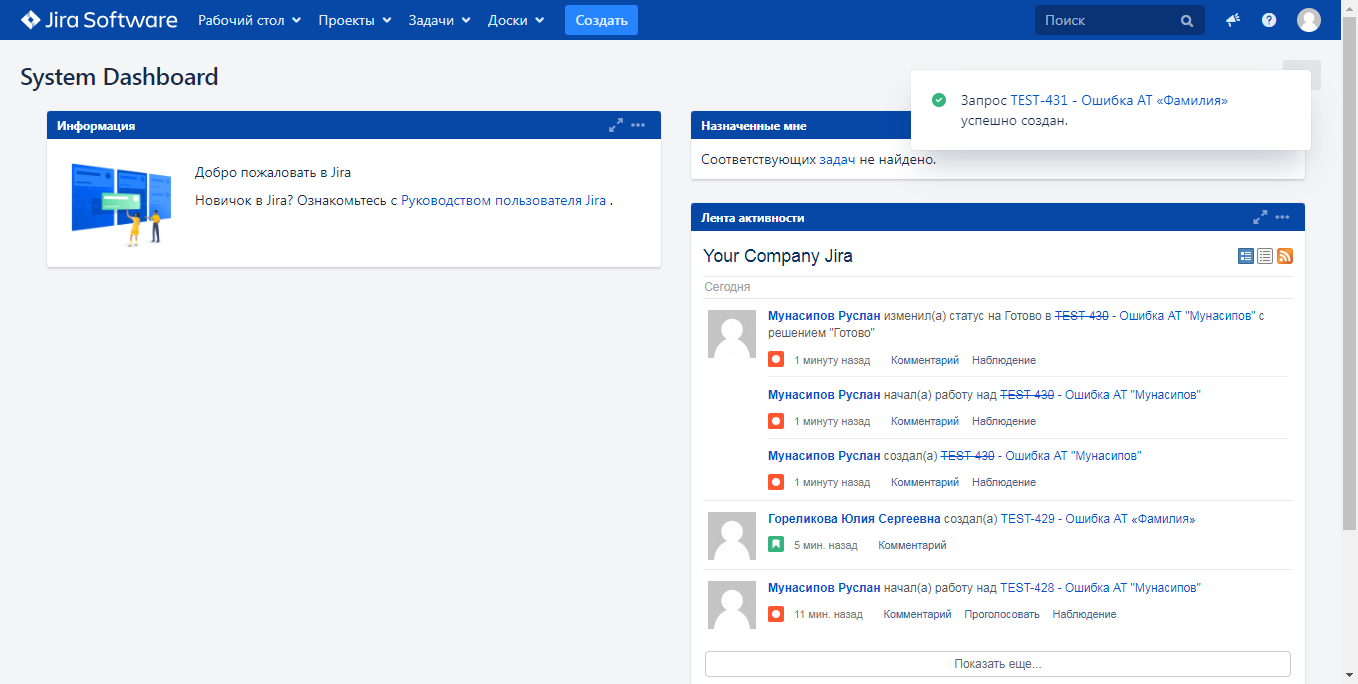 Jira Software Рабочий стол Проекты Задачи Доски Создать Поиск
System Dashboard
Запрос TEST-431 - Ошибка АТ «Фамилия»
успешно создан.
Информация
Добро пожаловать в Jira
Новичок в Jira? Ознакомьтесь с Руководством пользователя Jira .
Назначенные мне
Соответствующих задач не найдено.
Лента активности
Your Company Jira
Сегодня
Мунасипов Руслан изменил(а) статус на Готово в TEST-430 - Ошибка АТ "Мунасипов" с
решением "Готово"
1 минуту назад Комментарий Наблюдение
Мунасипов Руслан начал(а) работу над TEST-430 - Ошибка АТ "Мунасипов"
1 минуту назад Комментарий Наблюдение
Мунасипов Руслан создал(а) TEST-430 - Ошибка АТ "Мунасипов"
1 минуту назад Комментарий Наблюдение
Гореликова Юлия Сергеевна создал(а) TEST-429 - Ошибка АТ «Фамилия»
5 мин. назад Комментарий
Мунасипов Руслан начал(а) работу над TEST-428 - Ошибка АТ "Мунасипов"
11 мин. назад Комментарий Проголосовать Наблюдение
Показать еще...